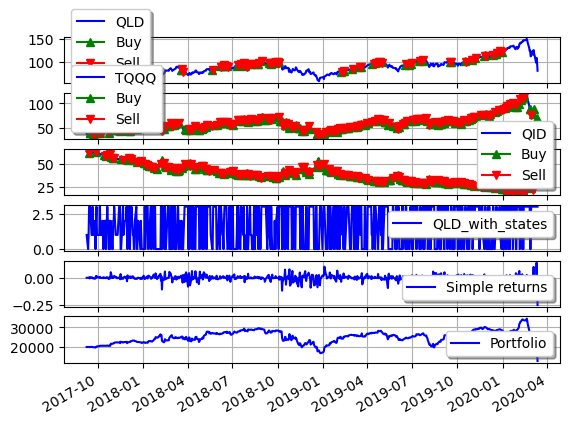 QLD
Buy
Sell
150
100
TQQQ
Buy
Sell
100
50
QID
Buy
Sell
50
25
QLD_with_states
2.5
0.0
Simple returns
0.00
−0.25
Portfolio
30000
20000
2017-10
2018-01
2018-04
2018-07
2018-10
2019-01
2019-04
2019-07
2019-10
2020-01
2020-04